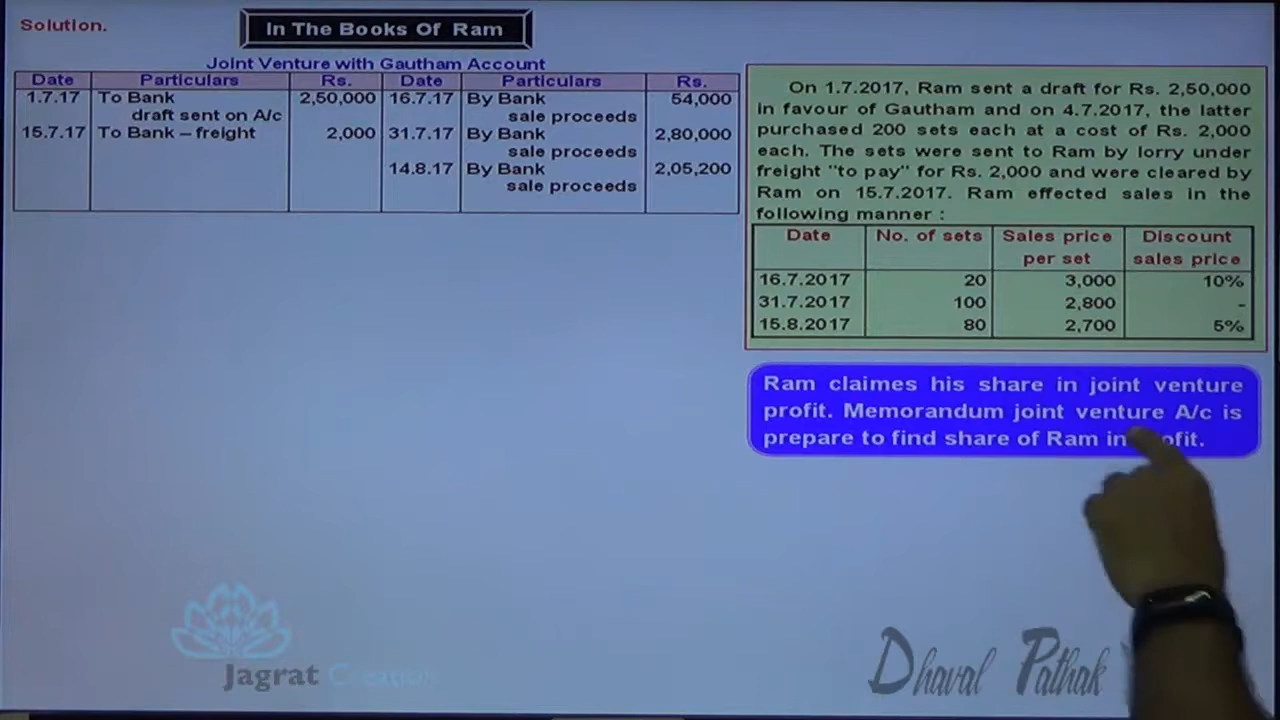 Solution.
In The Books Of Ram
Joint Venture with Gautham Account
Date Particulars Rs. Date Particulars Rs.
1.7.17 To Bank 2,50,000 16.7.17 By Bank 54,000
draft sent on A/c sale proceeds
15.7.17 To Bank – freight 2,000 31.7.17 By Bank 2,80,000
sale proceeds
14.8.17 By Bank 2,05,200
sale proceeds
On 1.7.2017, Ram sent a draft for Rs. 2,50,000
in favour of Gautham and on 4.7.2017, the latter
purchased 200 sets each at a cost of Rs. 2,000
each. The sets were sent to Ram by lorry under
freight "to pay" for Rs. 2,000 and were cleared by
Ram on 15.7.2017. Ram effected sales in the
following manner :
Date No. of sets Sales price Discount
per set sales price
16.7.2017 20 3,000 10%
31.7.2017 100 2,800 -
15.8.2017 80 2,700 5%
Ram claimes his share in joint venture
profit. Memorandum joint venture A/c is
prepare to find share of Ram in profit.
Jagrat Creation
Dhaval Pathak